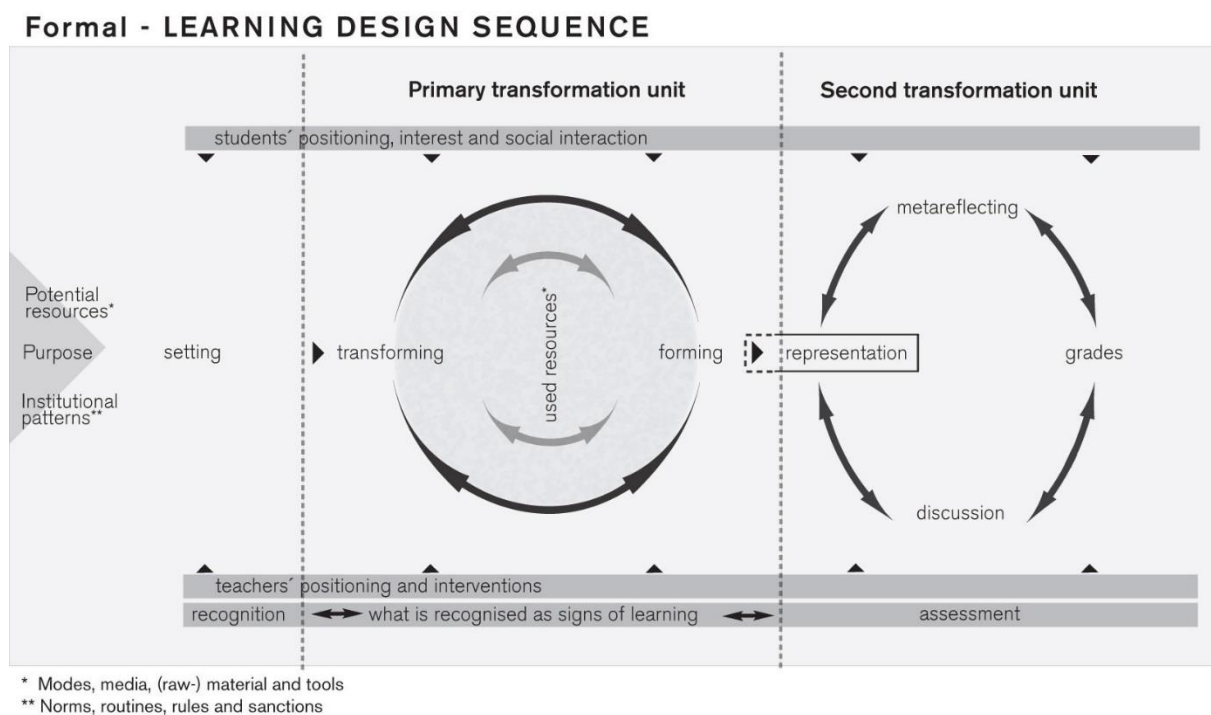 Formal - LEARNING DESIGN SEQUENCE
Primary transformation unit
Second transformation unit
students´ positioning, interest and social interaction
metareflecting
Potential
resources*
Purpose
Institutional
patterns**
setting
transforming
used resources*
forming
representation
grades
discussion
teachers´ positioning and interventions
recognition
what is recognised as signs of learning
assessment
* Modes, media, (raw-) material and tools
** Norms, routines, rules and sanctions